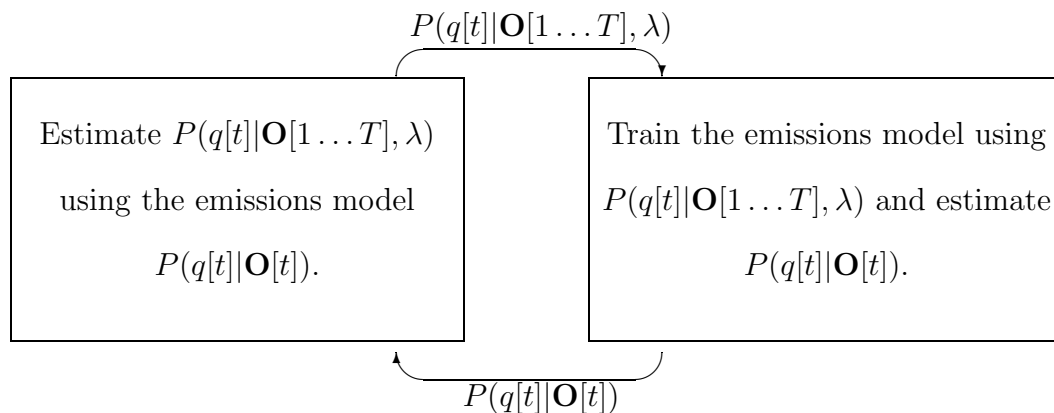 P(q[t]|O[1…T], λ)
Estimate P(q[t]|O[1…T], λ)
using the emissions model
P(q[t]|O[t]).
Train the emissions model using
P(q[t]|O[1…T], λ) and estimate
P(q[t]|O[t]).
P(q[t]|O[t])